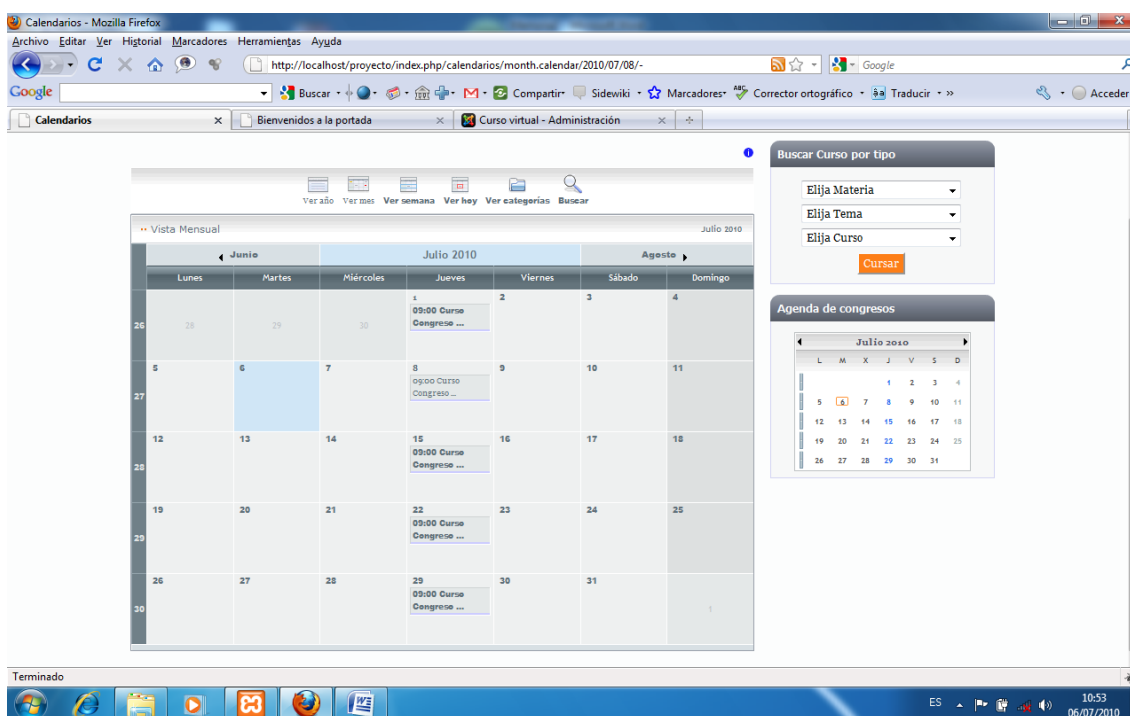 Calendarios - Mozilla Firefox
Archivo Editar Ver Historial Marcadores Herramientas Ayuda
http://localhost/proyecto/index.php/calendarios/month.calendar/2010/07/08/-
Google
Google Buscar Compartir Sidewiki Marcadores Corrector ortográfico Traducir » Acceder
Calendarios Bienvenidos a la portada Curso virtual - Administración
Ver año Ver mes Ver semana Ver hoy Ver categorías Buscar
Vista Mensual Julio 2010
Junio Julio 2010 Agosto
Lunes Martes Miércoles Jueves Viernes Sábado Domingo
26 28 29 30 1 2 3 4
09:00 Curso
Congreso ...
27 5 6 7 8 9 10 11
09:00 Curso
Congreso ...
28 12 13 14 15 16 17 18
09:00 Curso
Congreso ...
29 19 20 21 22 23 24 25
09:00 Curso
Congreso ...
30 26 27 28 29 30 31 1
09:00 Curso
Congreso ...
Buscar Curso por tipo
Elija Materia
Elija Tema
Elija Curso
Cursar
Agenda de congresos
Julio 2010
L M X J V S D
1 2 3 4
5 6 7 8 9 10 11
12 13 14 15 16 17 18
19 20 21 22 23 24 25
26 27 28 29 30 31
Terminado
ES 10:53
06/07/2010